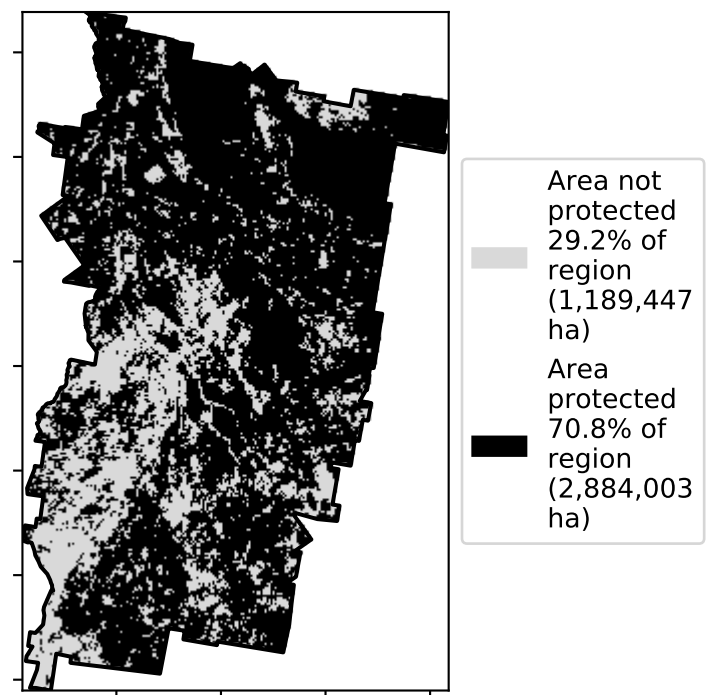 Area not
protected
29.2% of
region
(1,189,447
ha)
Area
protected
70.8% of
region
(2,884,003
ha)